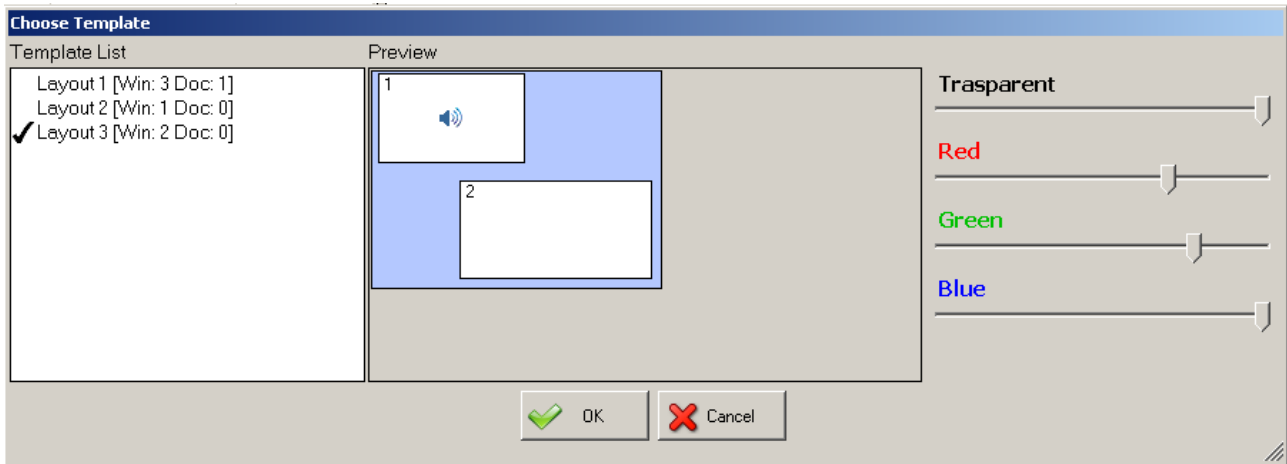 Choose Template
Template List
Preview
Layout 1 [Win: 3 Doc: 1]
Layout 2 [Win: 1 Doc: 0]
Layout 3 [Win: 2 Doc: 0]
1
2
Trasparent
Red
Green
Blue
OK
Cancel